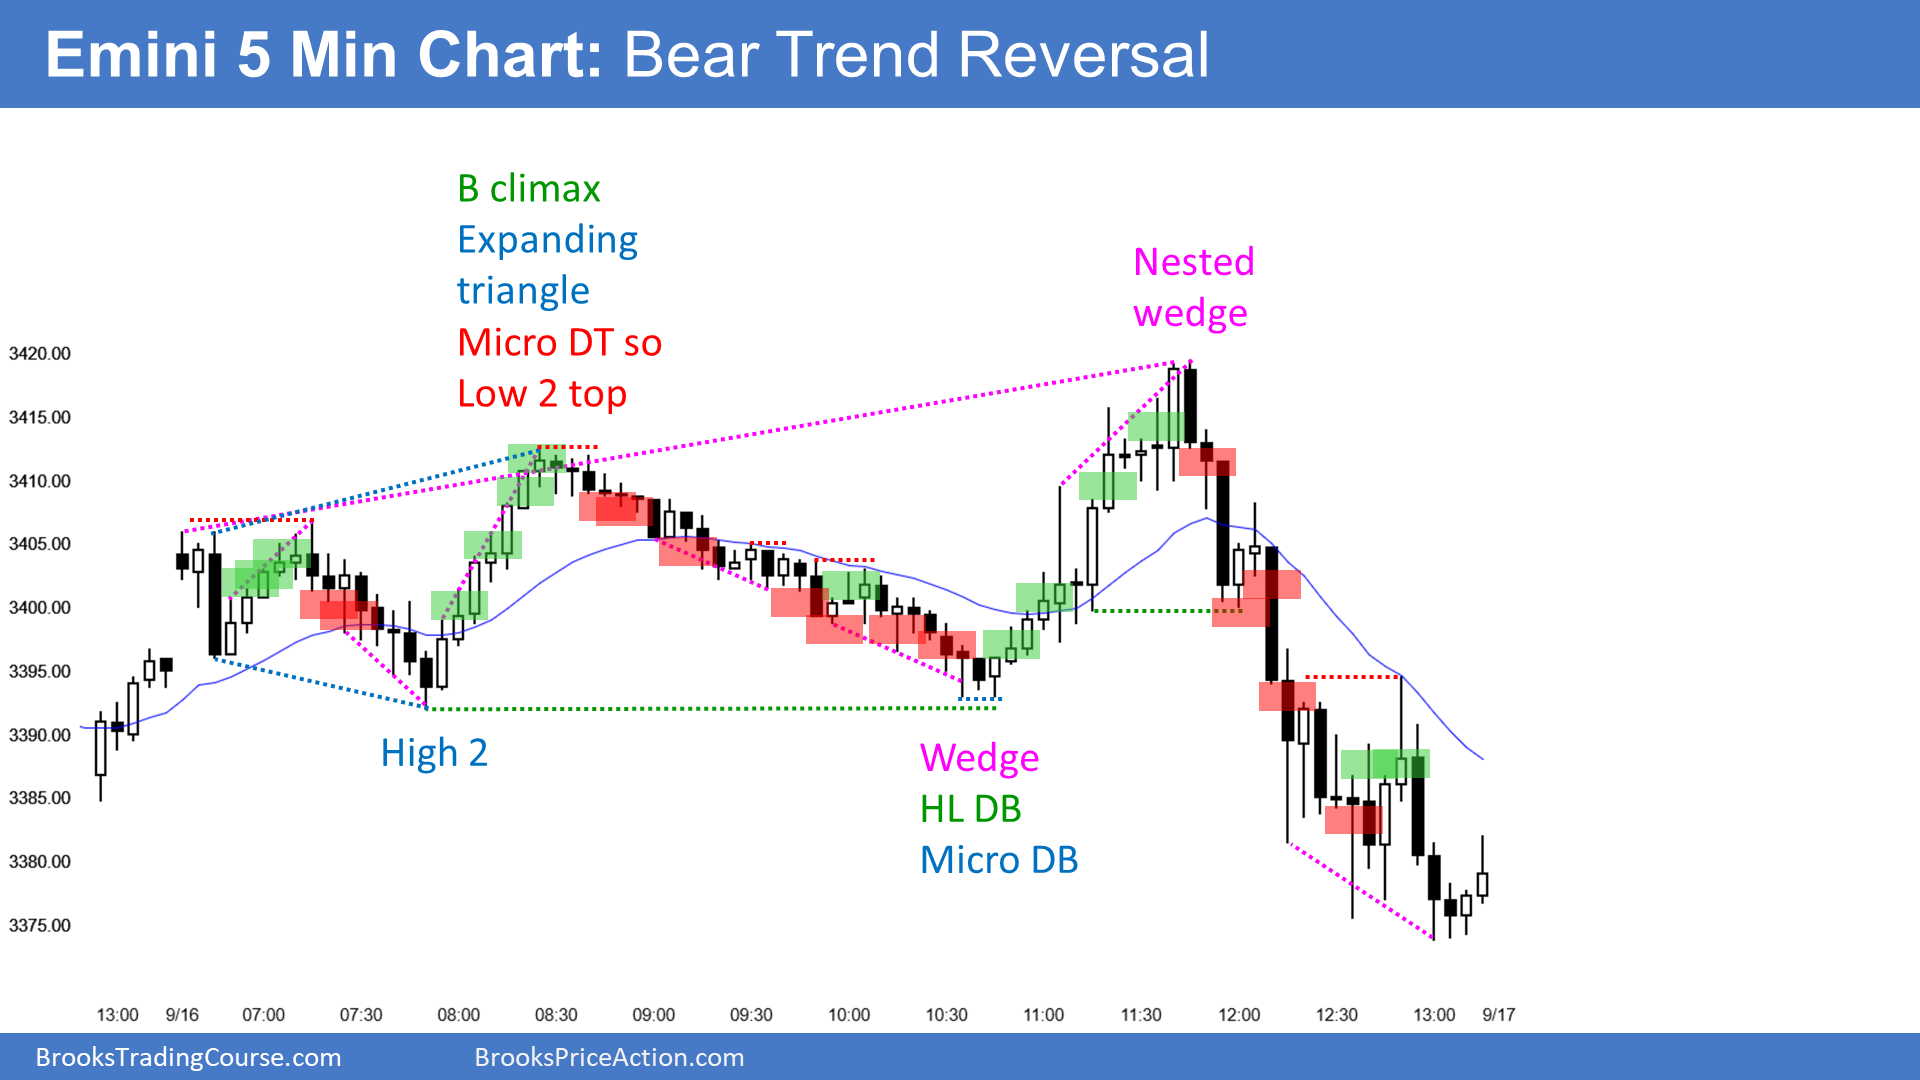 Emini 5 Min Chart: Bear Trend Reversal
B climax
Expanding
triangle
Micro DT so
Low 2 top
Nested
wedge
3420.00
3415.00
3410.00
3405.00
3400.00
3395.00
3390.00
3385.00
3380.00
3375.00
High 2
Wedge
HL DB
Micro DB
13:00 9/16 07:00 07:30 08:00 08:30 09:00 09:30 10:00 10:30 11:00 11:30 12:00 12:30 13:00 9/17
BrooksTradingCourse.com BrooksPriceAction.com